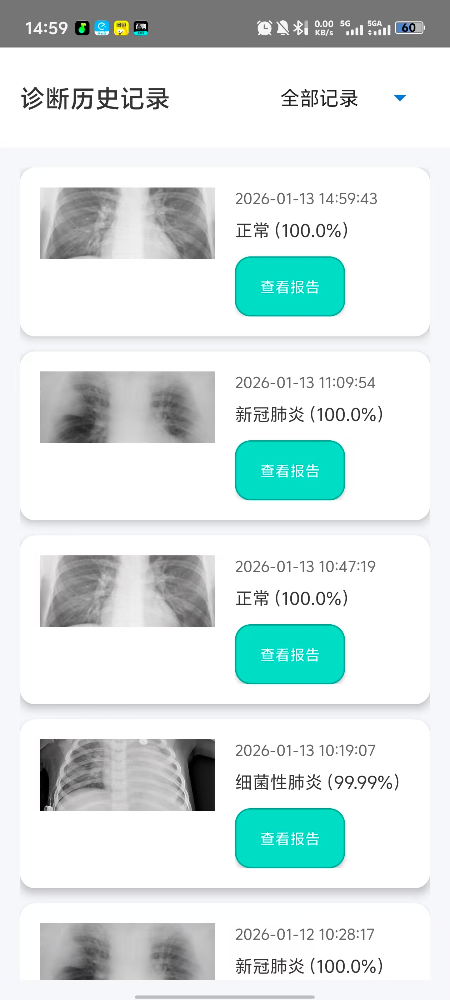 14:59
0.00 KB/s 5G 5GA 60
诊断历史记录
全部记录
2026-01-13 14:59:43
正常 (100.0%)
查看报告
2026-01-13 11:09:54
新冠肺炎 (100.0%)
查看报告
2026-01-13 10:47:19
正常 (100.0%)
查看报告
2026-01-13 10:19:07
细菌性肺炎 (99.99%)
查看报告
2026-01-12 10:28:17
新冠肺炎 (100.0%)